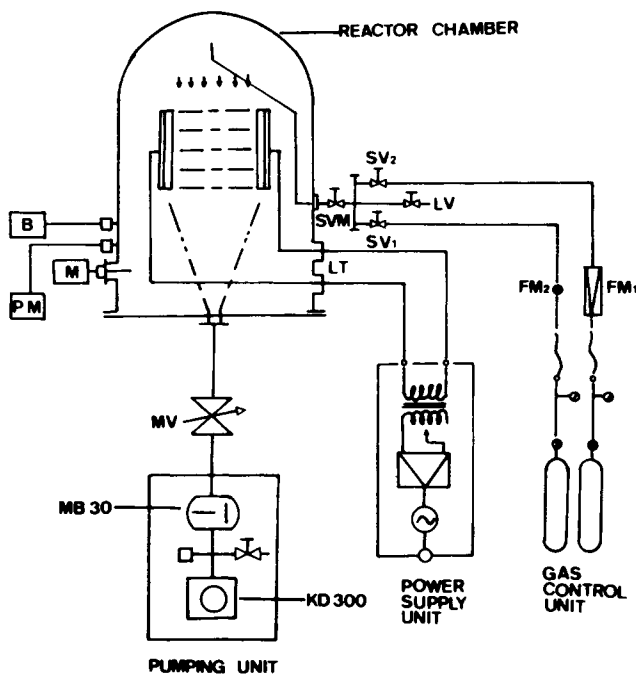 REACTOR CHAMBER
SV2
LV
SVM
SV1
B
LT
M
PM
FM2
FM1
MV
MB 30
KD 300
POWER
SUPPLY
UNIT
GAS
CONTROL
UNIT
PUMPING UNIT